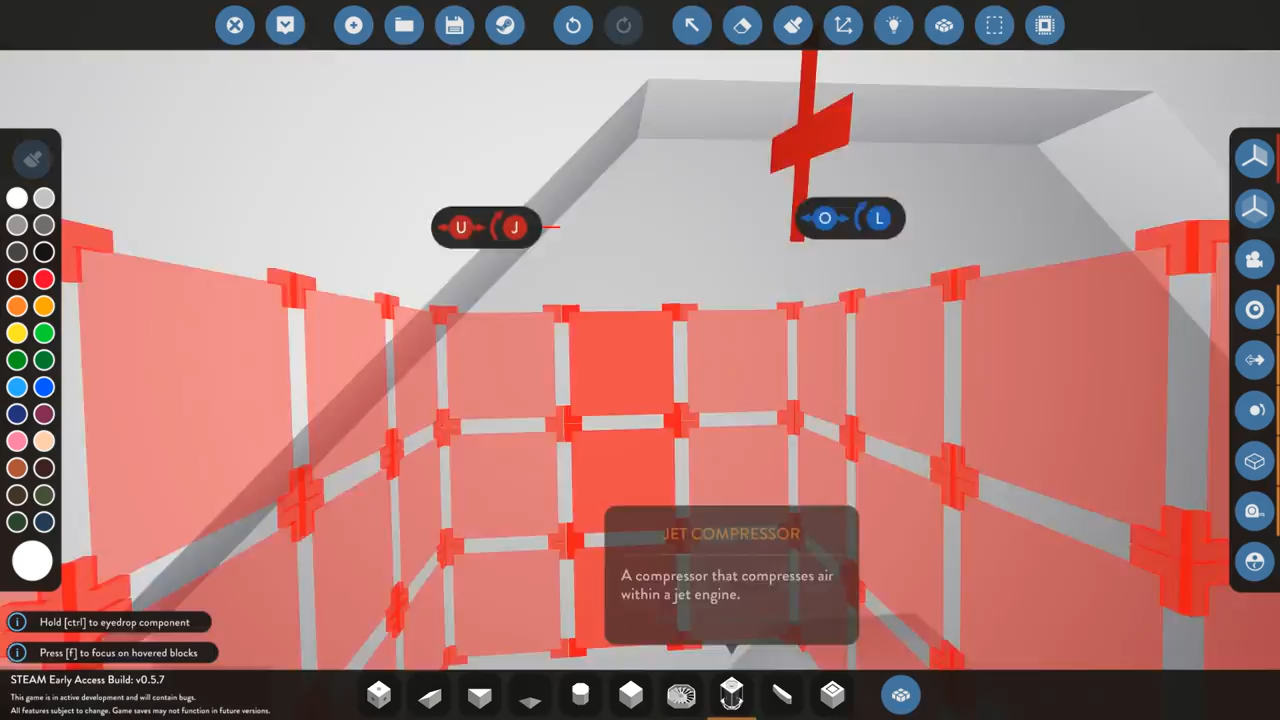 U J
O L
JET COMPRESSOR
A compressor that compresses air
within a jet engine.
Hold [ctrl] to eyedrop component
Press [f] to focus on hovered blocks
STEAM Early Access Build: v0.5.7
This game is in active development and will contain bugs.
All features subject to change. Game saves may not function in future versions.